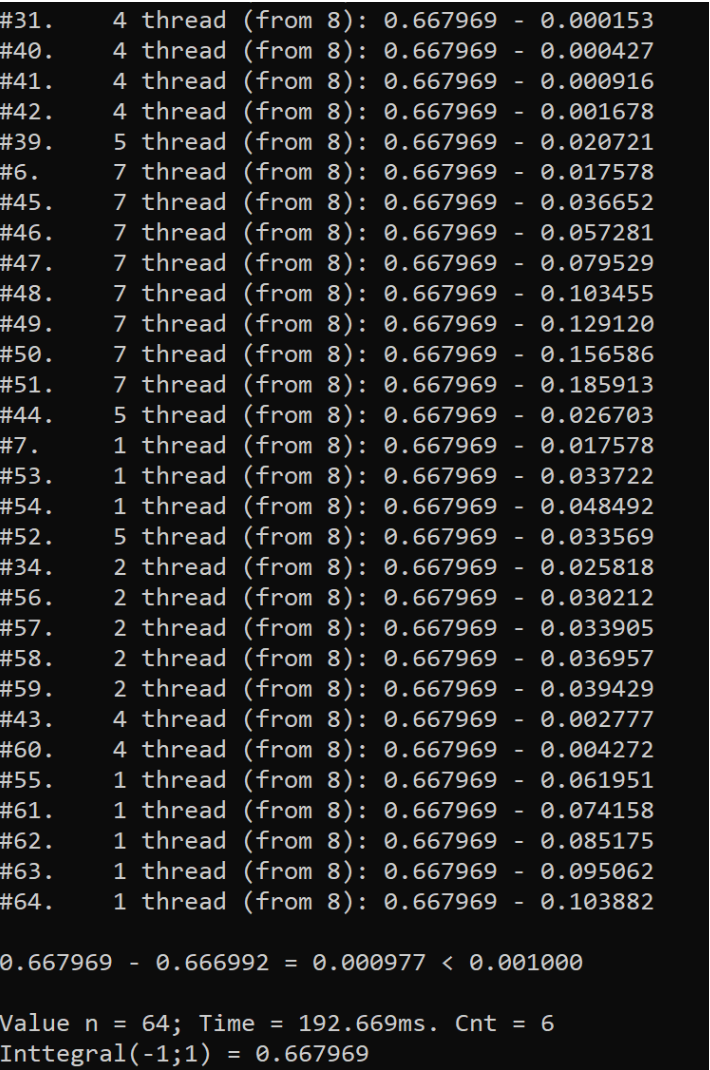 #31.    4 thread (from 8): 0.667969 - 0.000153
#40.    4 thread (from 8): 0.667969 - 0.000427
#41.    4 thread (from 8): 0.667969 - 0.000916
#42.    4 thread (from 8): 0.667969 - 0.001678
#39.    5 thread (from 8): 0.667969 - 0.020721
#6.     7 thread (from 8): 0.667969 - 0.017578
#45.    7 thread (from 8): 0.667969 - 0.036652
#46.    7 thread (from 8): 0.667969 - 0.057281
#47.    7 thread (from 8): 0.667969 - 0.079529
#48.    7 thread (from 8): 0.667969 - 0.103455
#49.    7 thread (from 8): 0.667969 - 0.129120
#50.    7 thread (from 8): 0.667969 - 0.156586
#51.    7 thread (from 8): 0.667969 - 0.185913
#44.    5 thread (from 8): 0.667969 - 0.026703
#7.     1 thread (from 8): 0.667969 - 0.017578
#53.    1 thread (from 8): 0.667969 - 0.033722
#54.    1 thread (from 8): 0.667969 - 0.048492
#52.    5 thread (from 8): 0.667969 - 0.033569
#34.    2 thread (from 8): 0.667969 - 0.025818
#56.    2 thread (from 8): 0.667969 - 0.030212
#57.    2 thread (from 8): 0.667969 - 0.033905
#58.    2 thread (from 8): 0.667969 - 0.036957
#59.    2 thread (from 8): 0.667969 - 0.039429
#43.    4 thread (from 8): 0.667969 - 0.002777
#60.    4 thread (from 8): 0.667969 - 0.004272
#55.    1 thread (from 8): 0.667969 - 0.061951
#61.    1 thread (from 8): 0.667969 - 0.074158
#62.    1 thread (from 8): 0.667969 - 0.085175
#63.    1 thread (from 8): 0.667969 - 0.095062
#64.    1 thread (from 8): 0.667969 - 0.103882
0.667969 - 0.666992 = 0.000977 < 0.001000
Value n = 64; Time = 192.669ms. Cnt = 6
Inttegral(-1;1) = 0.667969